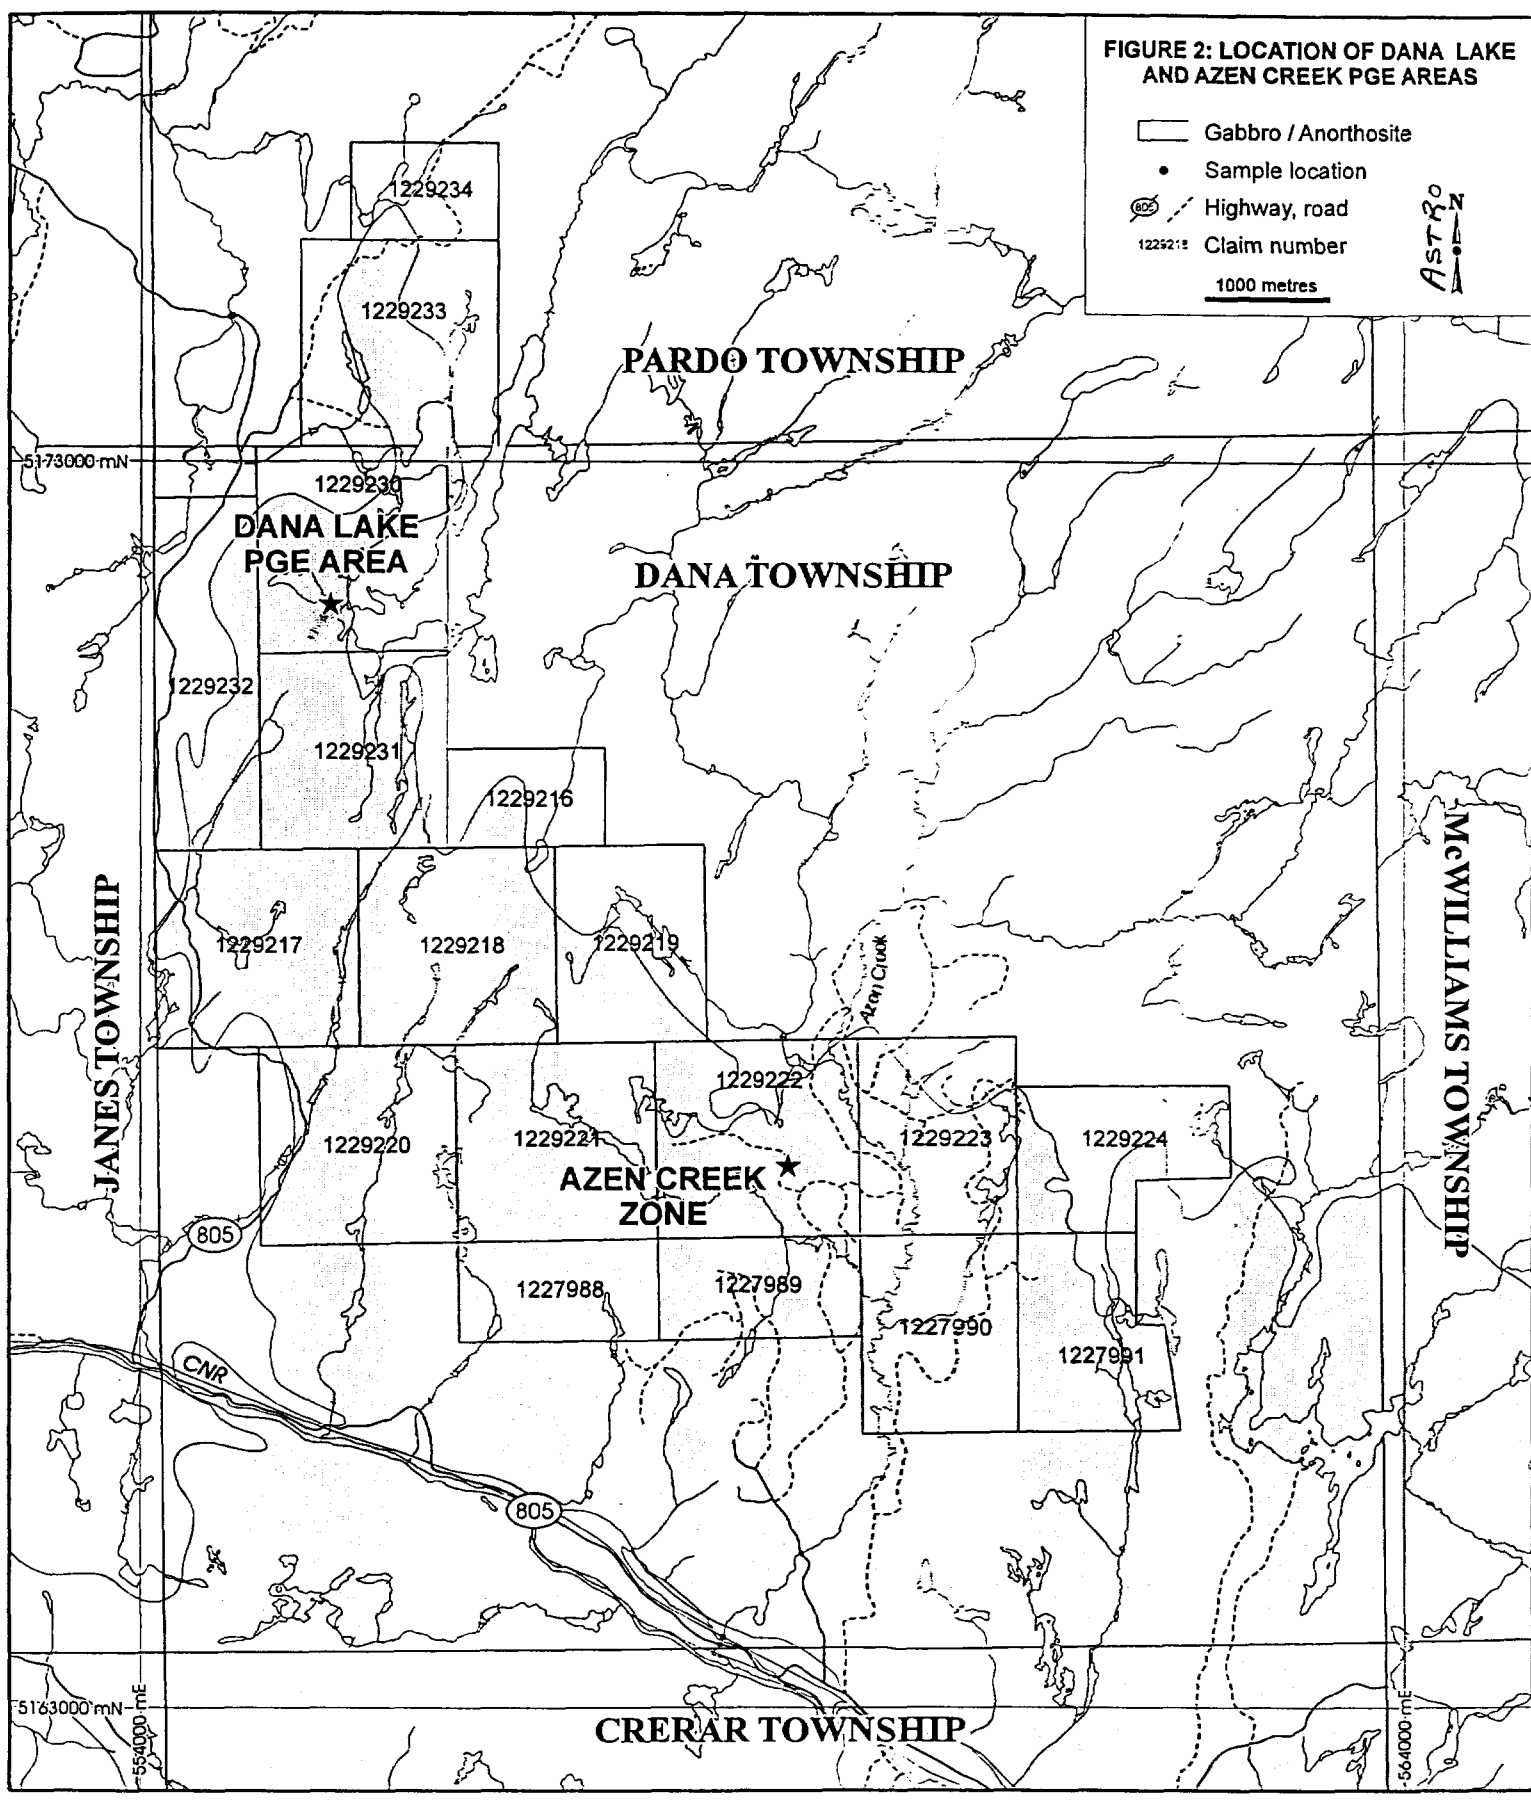 FIGURE 2: LOCATION OF DANA LAKE
AND AZEN CREEK PGE AREAS
Gabbro / Anorthosite
Sample location
805 Highway, road
1229218 Claim number
1000 metres
ASTRO
N
1229234
1229233
PARDO TOWNSHIP
5173000 mN
1229230
DANA LAKE
PGE AREA
DANA TOWNSHIP
1229232
1229231
1229216
JANES TOWNSHIP
McWILLIAMS TOWNSHIP
1229217
1229218
1229219
Azen Creek
1229222
1229220
1229221
1229223
1229224
AZEN CREEK
ZONE
805
1227988
1227989
1227990
1227991
CNR
805
5163000 mN
554000 mE
CRERAR TOWNSHIP
564000 mE